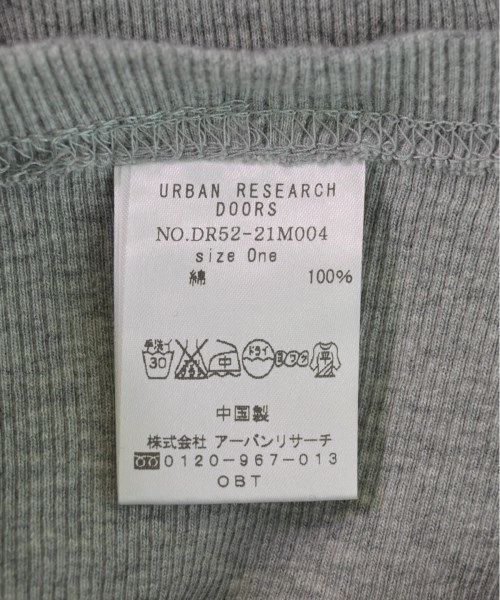 URBAN RESEARCH
DOORS
NO.DR52-21M004
size One
綿 100%
手洗イ 30 中 ドライ 平
中国製
株式会社 アーバンリサーチ
0120-967-013
OBT